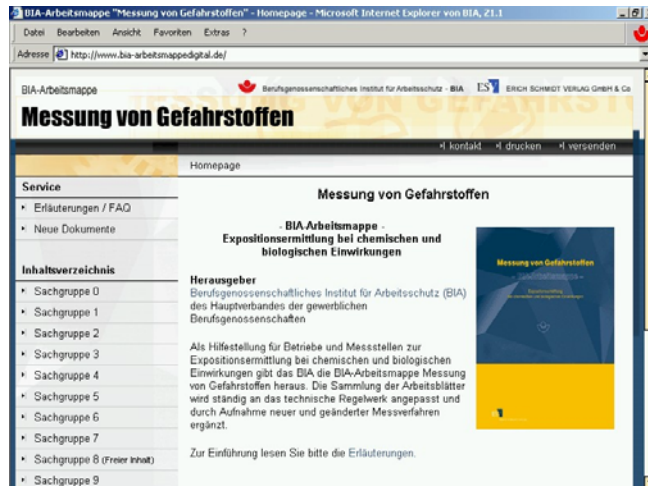 BIA-Arbeitsmappe "Messung von Gefahrstoffen" - Homepage - Microsoft Internet Explorer von BIA, Z1.1
Datei Bearbeiten Ansicht Favoriten Extras ?
Adresse http://www.bia-arbeitsmappedigital.de/
BIA-Arbeitsmappe
Berufsgenossenschaftliches Institut für Arbeitsschutz - BIA
ESV ERICH SCHMIDT VERLAG GMBH & Co
Messung von Gefahrstoffen
kontakt drucken versenden
Homepage
Service
Erläuterungen / FAQ
Neue Dokumente
Inhaltsverzeichnis
Sachgruppe 0
Sachgruppe 1
Sachgruppe 2
Sachgruppe 3
Sachgruppe 4
Sachgruppe 5
Sachgruppe 6
Sachgruppe 7
Sachgruppe 8 (Freier Inhalt)
Sachgruppe 9
Messung von Gefahrstoffen
- BIA-Arbeitsmappe -
Expositionsermittlung bei chemischen und
biologischen Einwirkungen
Herausgeber
Berufsgenossenschaftliches Institut für Arbeitsschutz (BIA)
des Hauptverbandes der gewerblichen
Berufsgenossenschaften
Als Hilfestellung für Betriebe und Messstellen zur
Expositionsermittlung bei chemischen und biologischen
Einwirkungen gibt das BIA die BIA-Arbeitsmappe Messung
von Gefahrstoffen heraus. Die Sammlung der Arbeitsblätter
wird ständig an das technische Regelwerk angepasst und
durch Aufnahme neuer und geänderter Messverfahren
ergänzt.
Zur Einführung lesen Sie bitte die Erläuterungen.
Messung von Gefahrstoffen